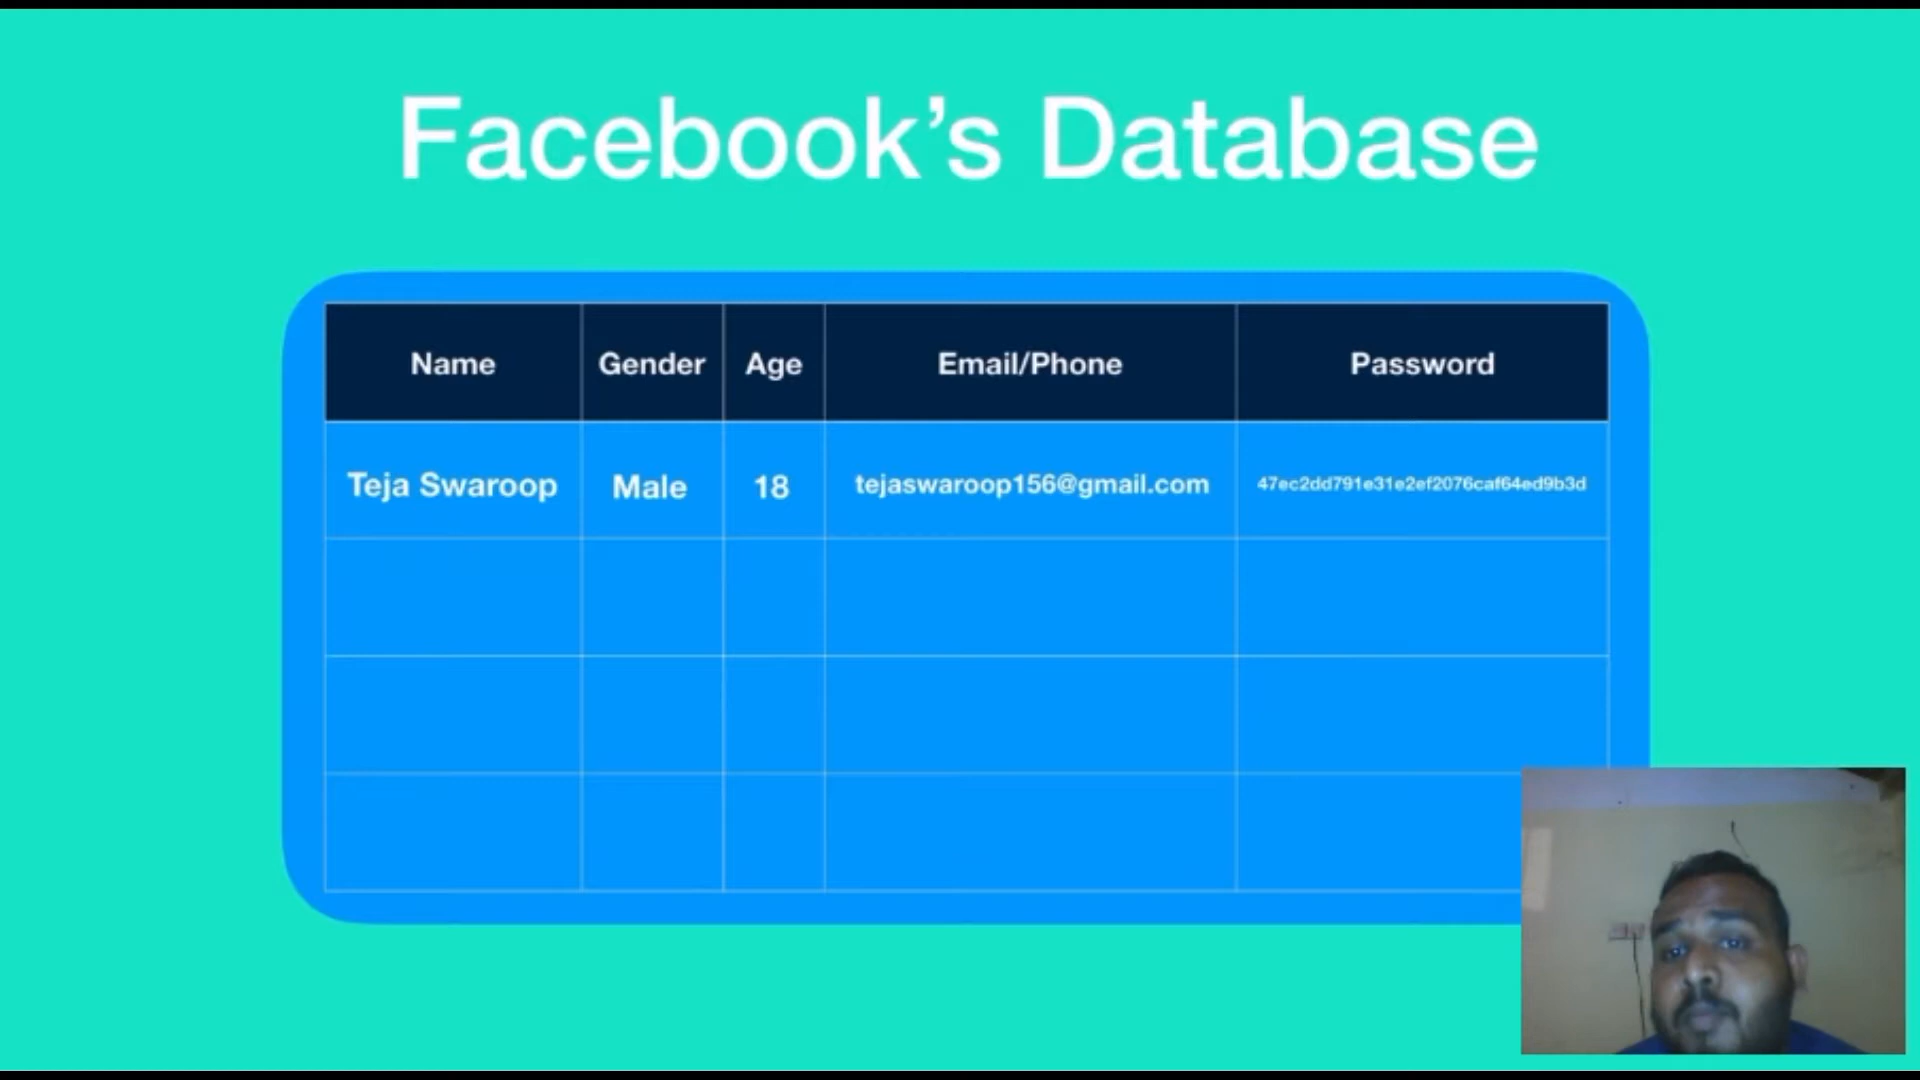 Facebook’s Database
Name Gender Age Email/Phone Password
Teja Swaroop Male 18 tejaswaroop156@gmail.com 47ec2dd791e31e2ef2076caf64ed9b3d